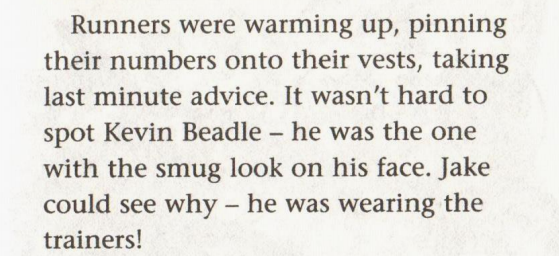 Runners were warming up, pinning
their numbers onto their vests, taking
last minute advice. It wasn't hard to
spot Kevin Beadle – he was the one
with the smug look on his face. Jake
could see why – he was wearing the
trainers!